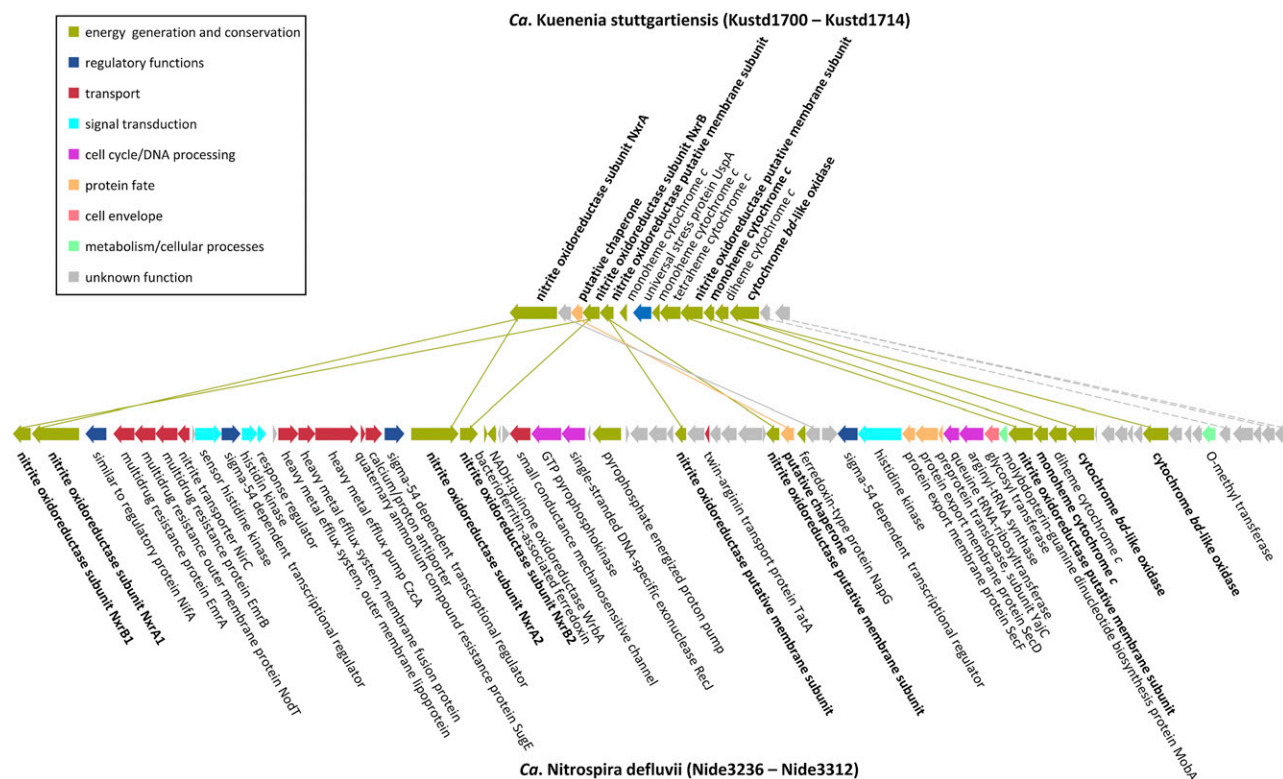 Ca. Kuenenia stuttgartiensis (Kustd1700 – Kustd1714)
energy generation and conservation
regulatory functions
transport
signal transduction
cell cycle/DNA processing
protein fate
cell envelope
metabolism/cellular processes
unknown function
nitrite oxidoreductase subunit NxrA
putative chaperone
nitrite oxidoreductase subunit NxrB
nitrite oxidoreductase putative membrane subunit
monoheme cytochrome c
universal stress protein UspA
monoheme cytochrome c
tetraheme cytochrome c
nitrite oxidoreductase putative membrane subunit
monoheme cytochrome c
diheme cytochrome c
cytochrome bd-like oxidase
nitrite oxidoreductase subunit NxrB1
nitrite oxidoreductase subunit NxrA1
similar to regulatory protein NifA
multidrug resistance protein EmrA
multidrug resistance outer membrane protein NodT
multidrug resistance protein EmrB
nitrite transporter NirC
sensor histidine kinase
sigma-54 dependent transcriptional regulator
histidin kinase
response regulator
heavy metal efflux system, outer membrane lipoprotein
heavy metal efflux system, membrane fusion protein
heavy metal efflux pump CzcA
quaternary ammonium compound resistance protein SugE
calcium/proton antiporter
sigma-54 dependent transcriptional regulator
nitrite oxidoreductase subunit NxrA2
nitrite oxidoreductase subunit NxrB2
bacterioferritin-associated ferredoxin
NADH-quinone oxidoreductase WrbA
small conductance mechanosensitive channel
GTP pyrophosphokinase
single-stranded DNA-specific exonuclease RecJ
pyrophosphate energized proton pump
nitrite oxidoreductase putative membrane subunit
twin-arginin transport protein TatA
nitrite oxidoreductase putative membrane subunit
putative chaperone
ferredoxin-type protein NapG
sigma-54 dependent transcriptional regulator
histidine kinase
protein export membrane protein SecF
protein export membrane protein SecD
preprotein translocase, subunit YajC
queuine tRNA-ribosyltransferase
arginyl-tRNA synthase
glycosyl transferase
molybdopterin-guanine dinucleotide biosynthesis protein MobA
nitrite oxidoreductase putative membrane subunit
monoheme cytochrome c
diheme cytochrome c
cytochrome bd-like oxidase
cytochrome bd-like oxidase
O-methyl transferase
Ca. Nitrospira defluvii (Nide3236 – Nide3312)